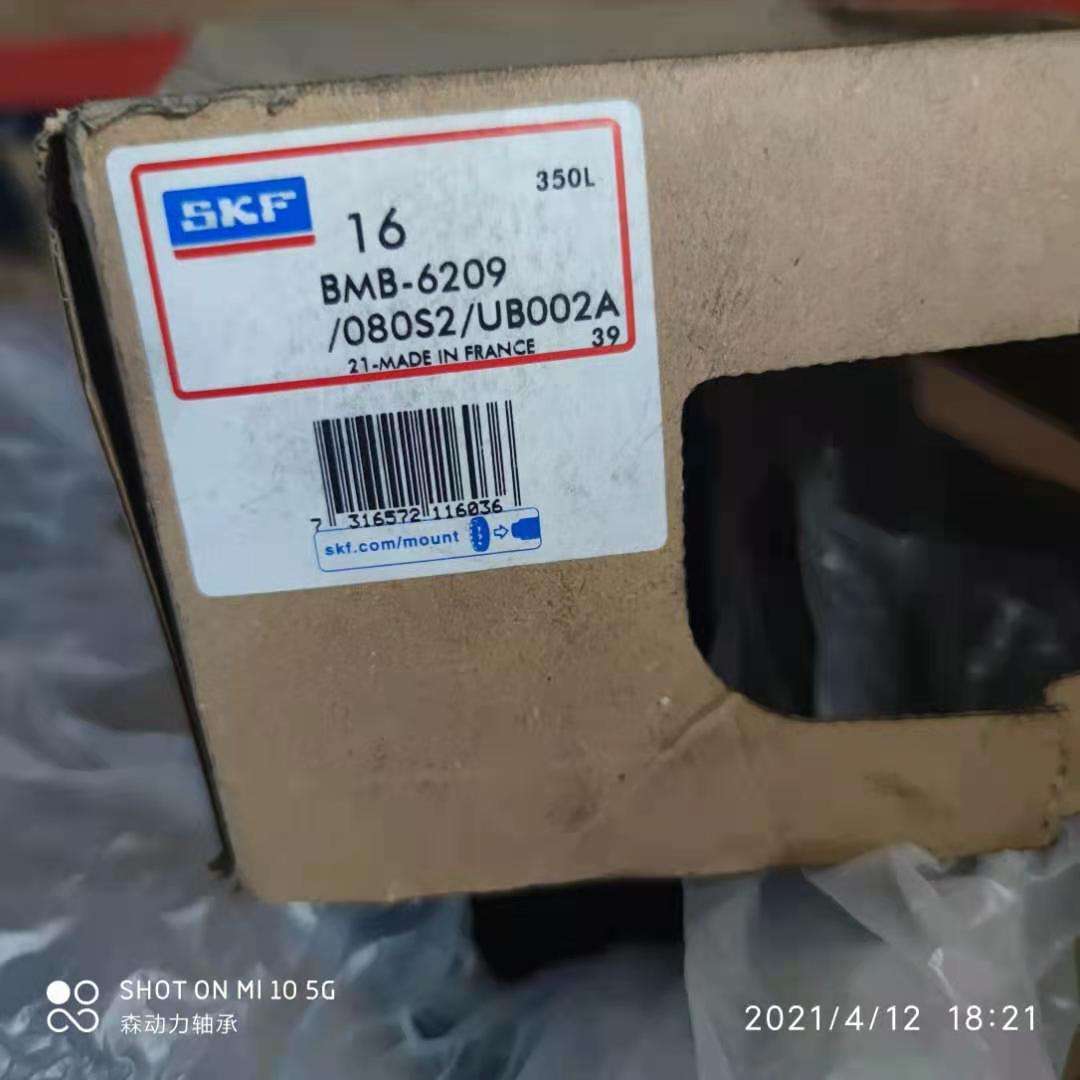 SKF
350L
16
BMB-6209
/080S2/UB002A
21-MADE IN FRANCE
39
7 316572 116036
skf.com/mount
SHOT ON MI 10 5G
森动力轴承
2021/4/12 18:21